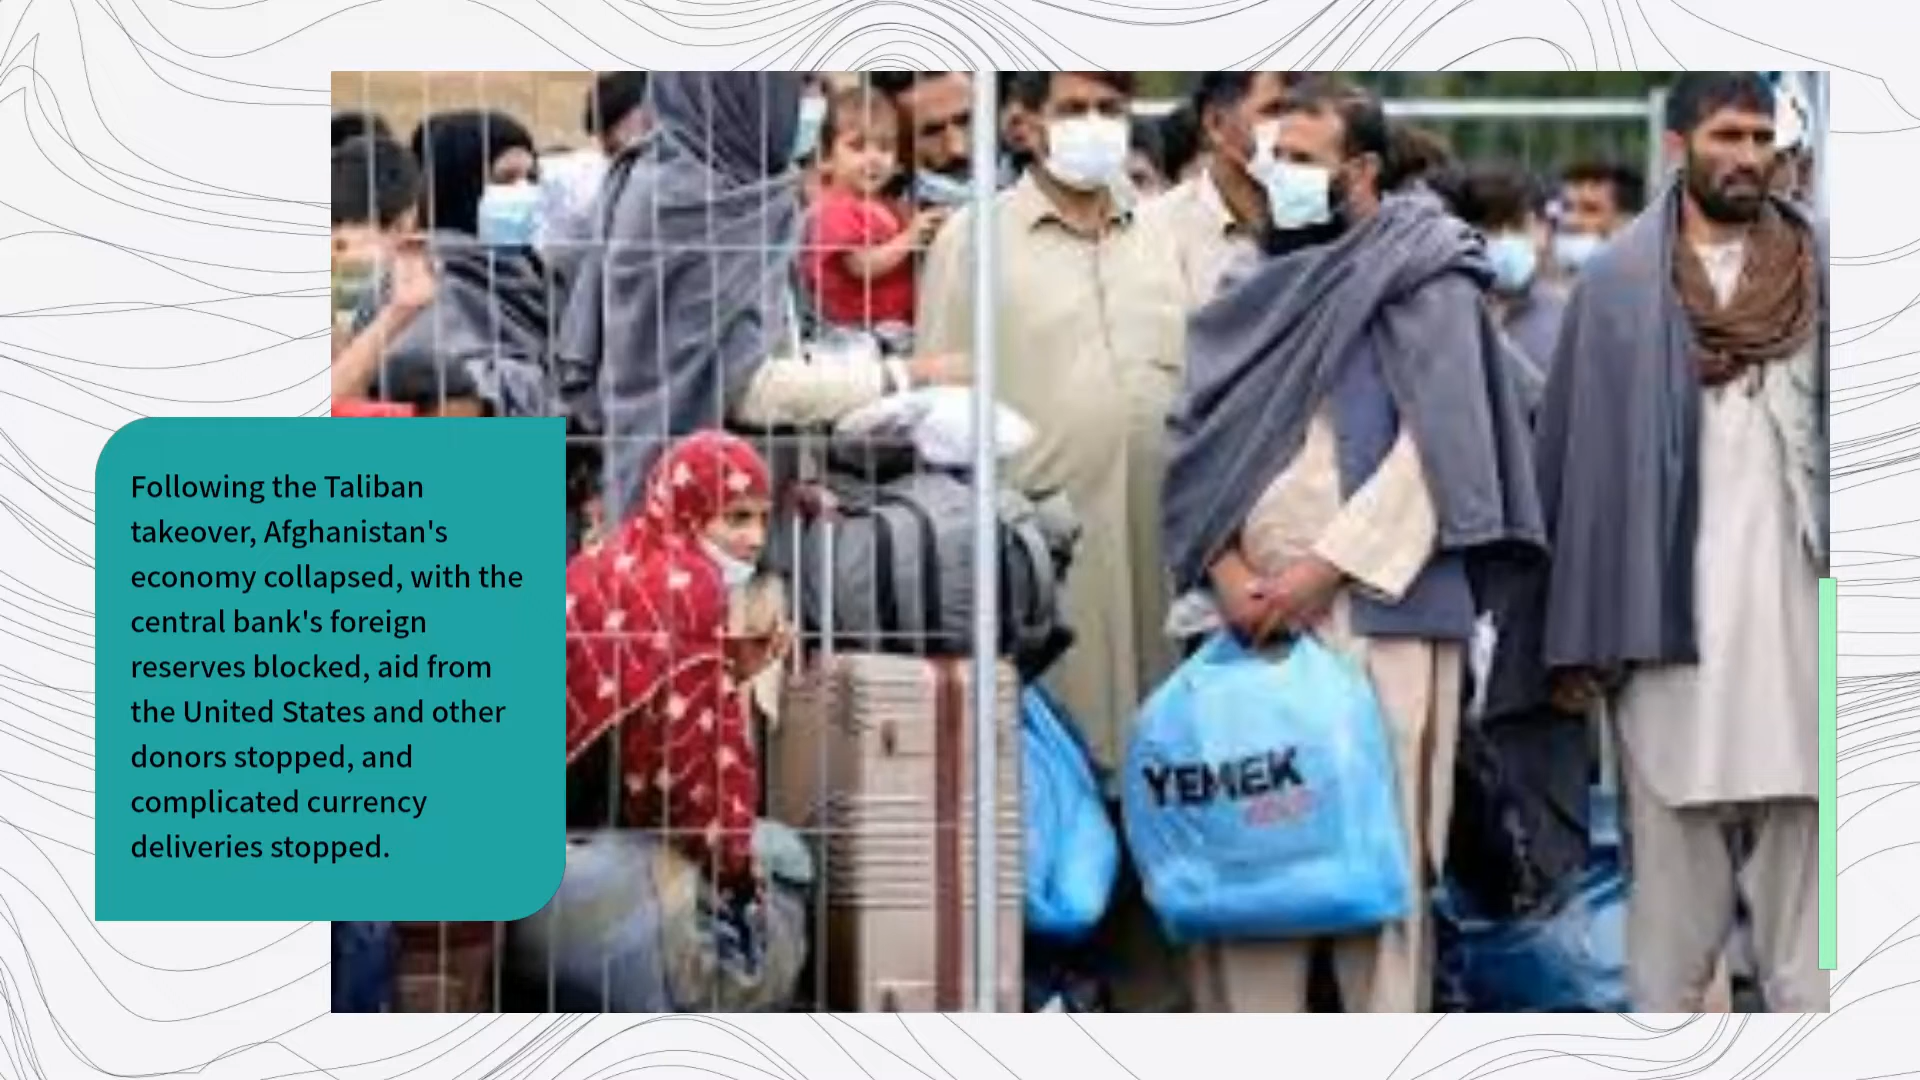 Following the Taliban
takeover, Afghanistan's
economy collapsed, with the
central bank's foreign
reserves blocked, aid from
the United States and other
donors stopped, and
complicated currency
deliveries stopped.
YEMEK